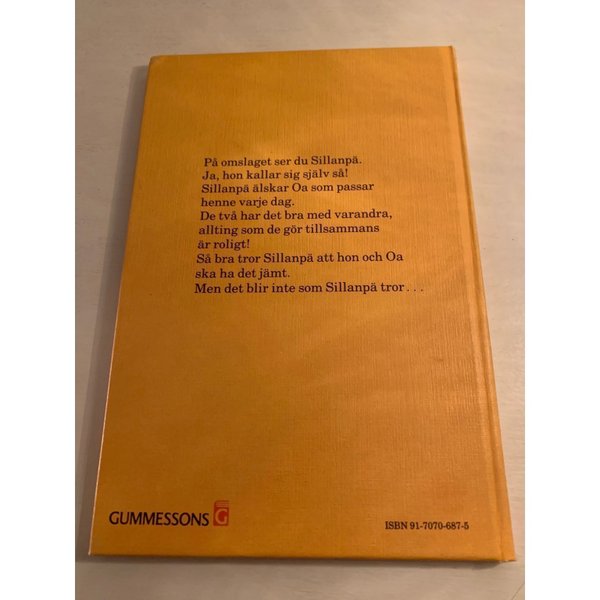 På omslaget ser du Sillanpä.
Ja, hon kallar sig själv så!
Sillanpä älskar Oa som passar
henne varje dag.
De två har det bra med varandra,
allting som de gör tillsammans
är roligt!
Så bra tror Sillanpä att hon och Oa
ska ha det jämt.
Men det blir inte som Sillanpä tror . . .
GUMMESSONS G
ISBN 91-7070-687-5